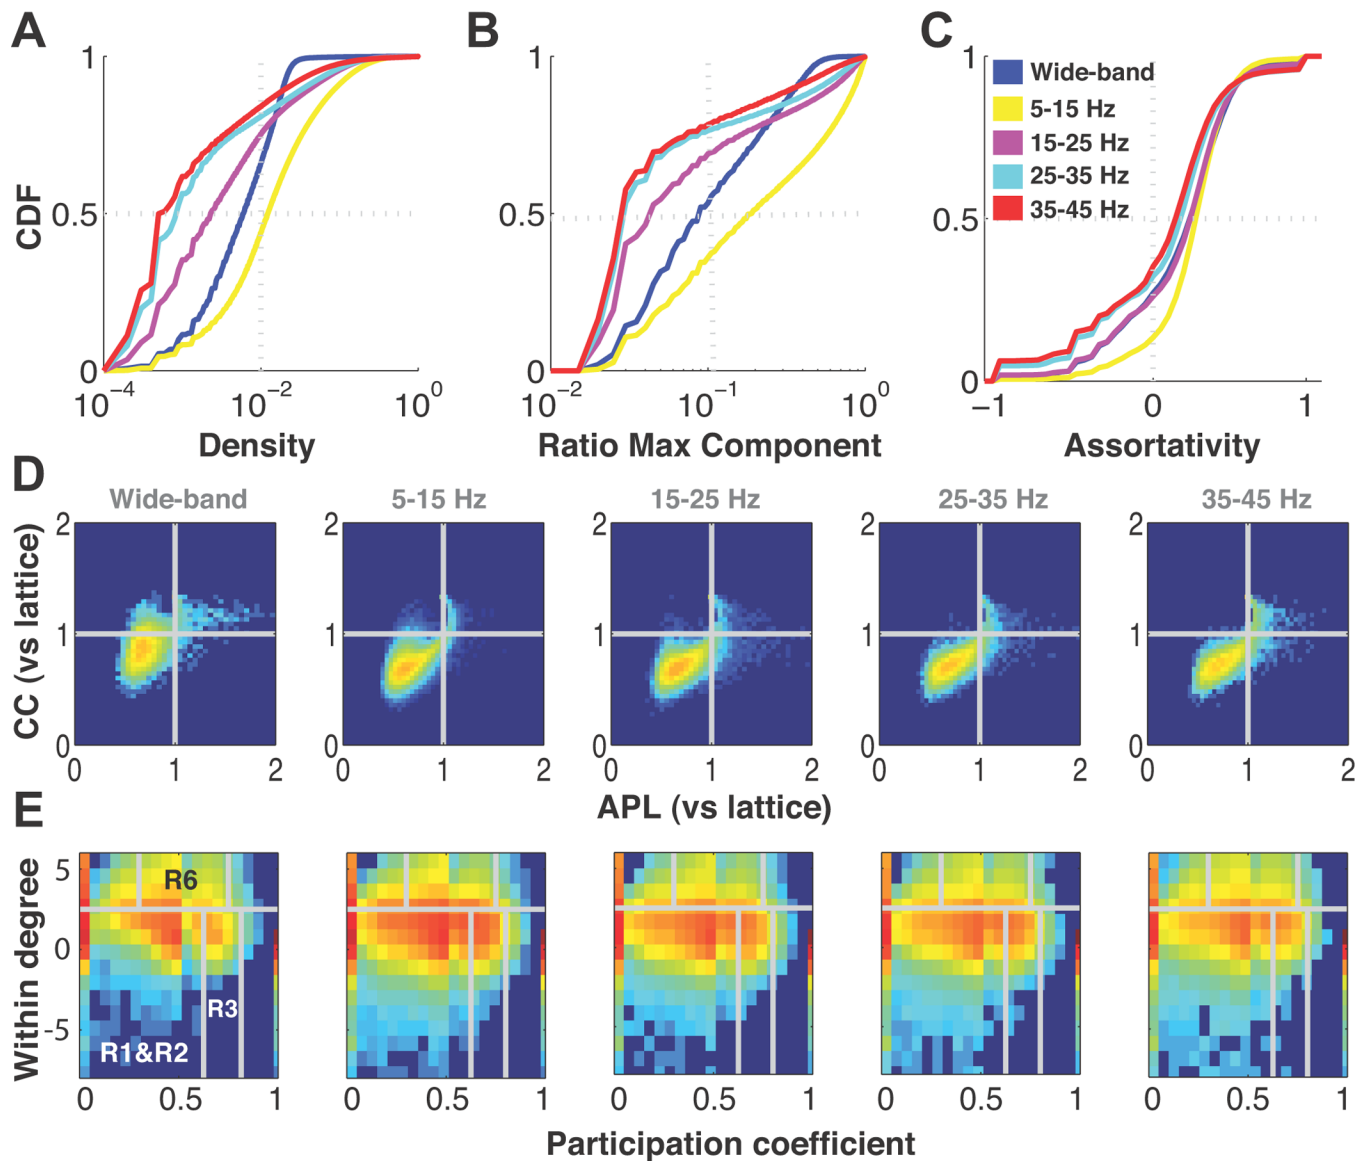 A
B
C
1
0.5
0
CDF
10^-4
10^-2
10^0
Density
1
0.5
0
10^-2
10^-1
10^0
Ratio Max Component
1
0.5
0
-1
0
1
Assortativity
Wide-band
5-15 Hz
15-25 Hz
25-35 Hz
35-45 Hz
D
Wide-band
5-15 Hz
15-25 Hz
25-35 Hz
35-45 Hz
CC (vs lattice)
2
1
0
0
1
2
2
1
0
0
1
2
2
1
0
0
1
2
2
1
0
0
1
2
2
1
0
0
1
2
APL (vs lattice)
E
Within degree
5
0
-5
R6
R3
R1&R2
0
0.5
1
0
0.5
1
0
0.5
1
0
0.5
1
0
0.5
1
Participation coefficient